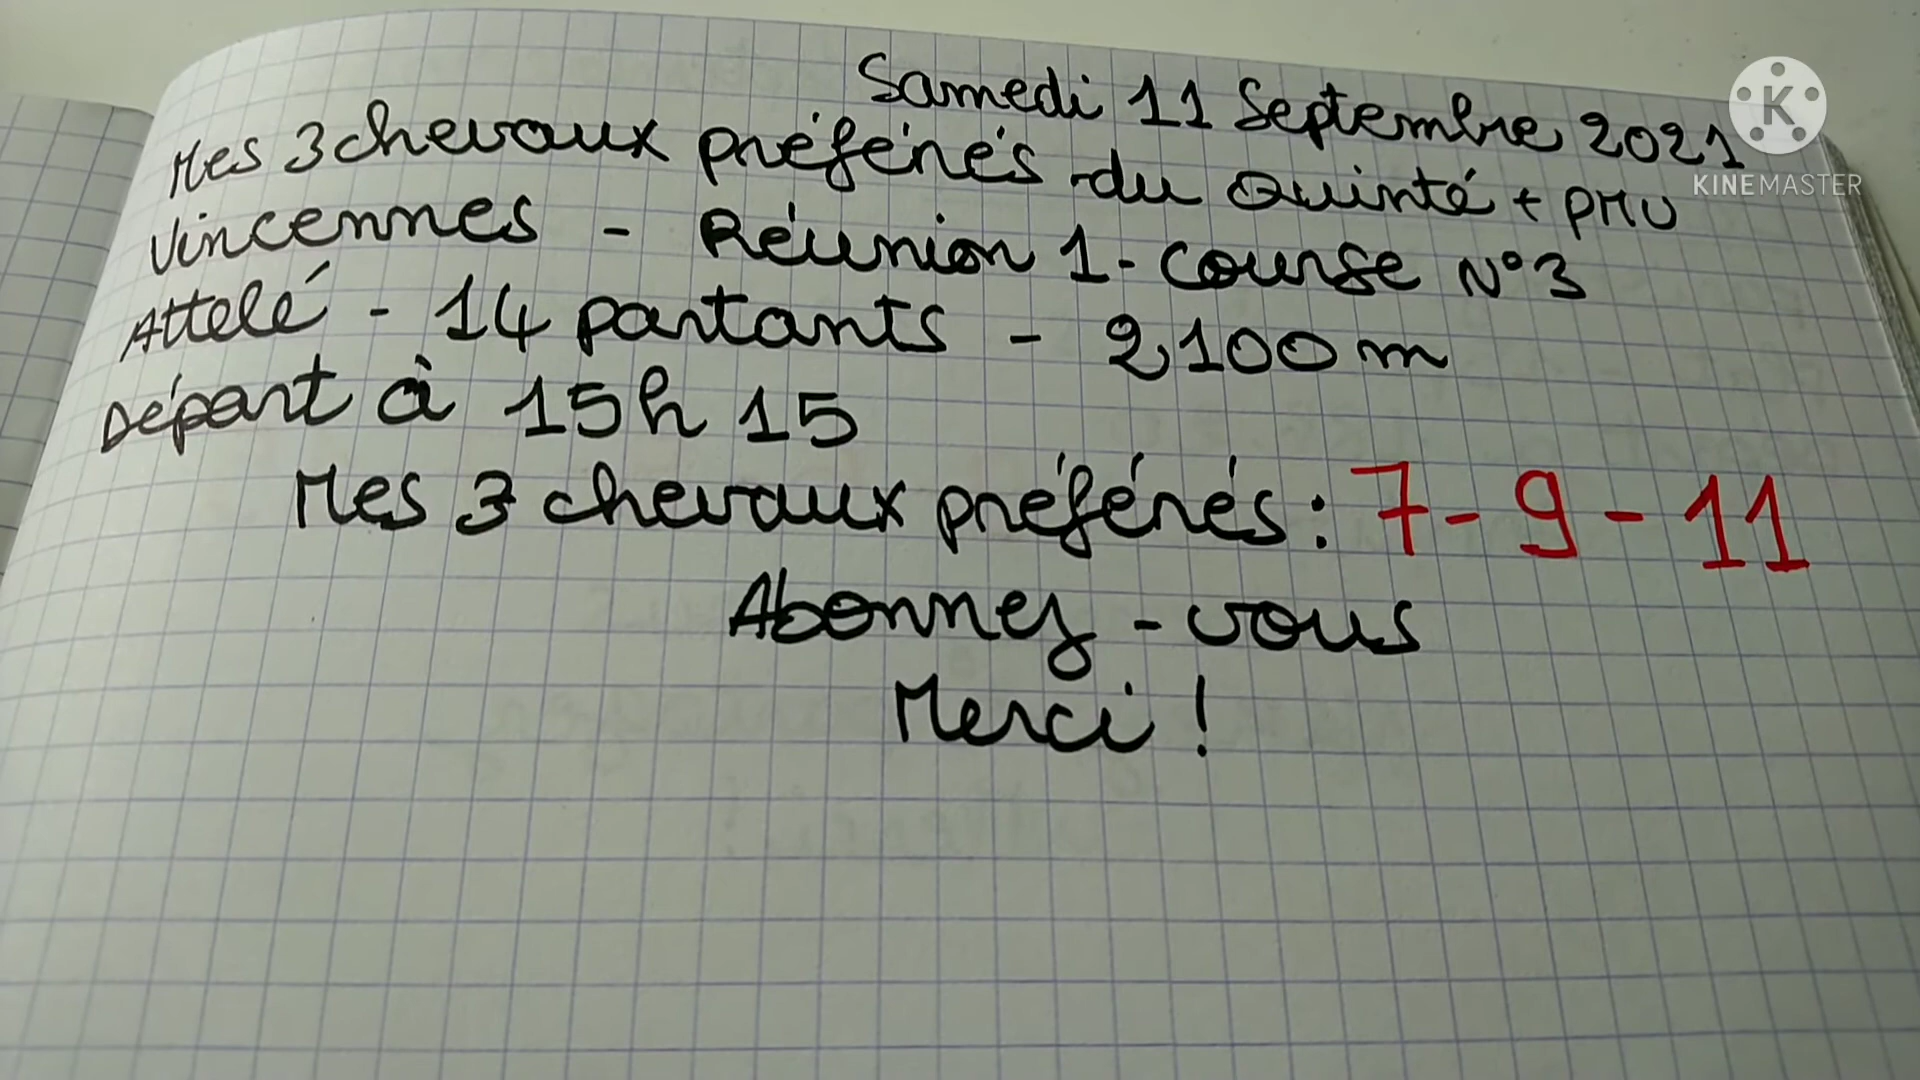 Samedi 11 Septembre 2021
Mes 3 chevaux préférés du Quinté + PMU
Vincennes - Réunion 1 - Course N°3
Attelé - 14 partants - 2100 m
Départ à 15h15
Mes 3 chevaux préférés : 7 - 9 - 11
Abonnez-vous
Merci !
K
KINEMASTER